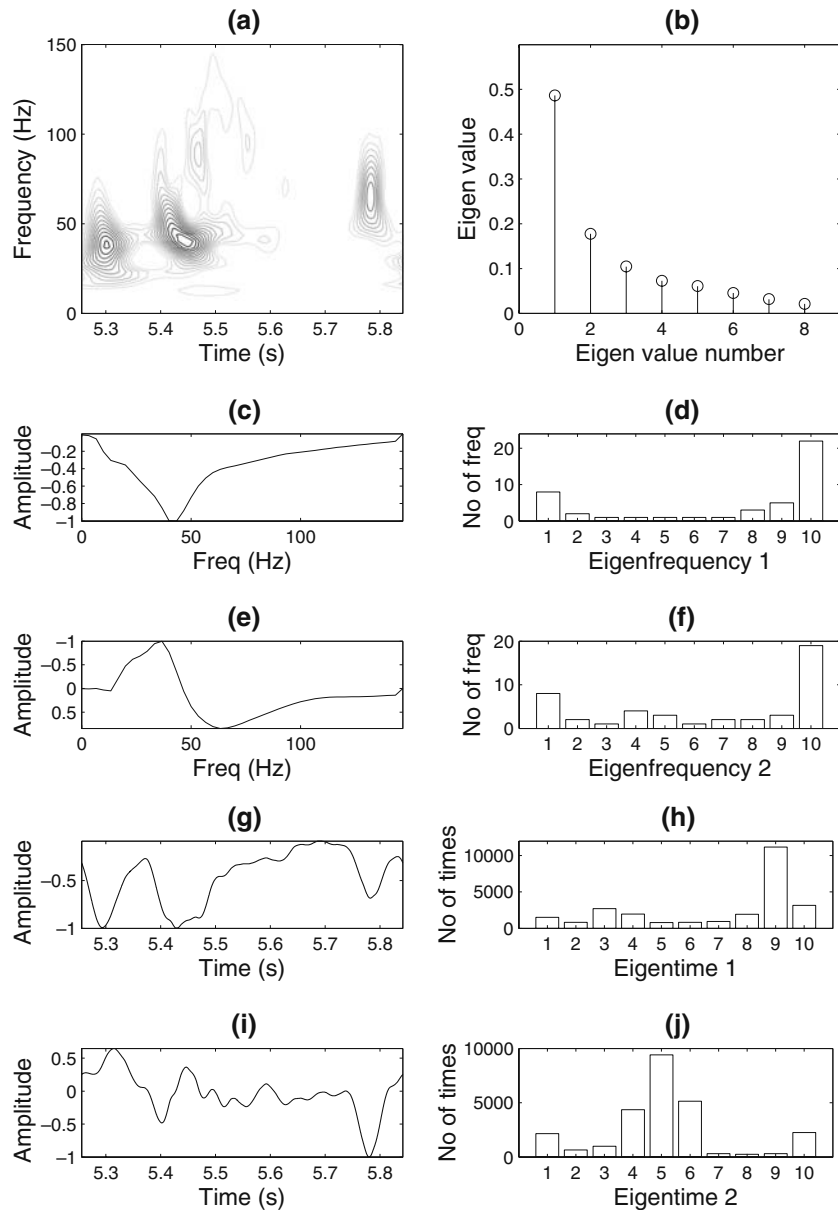 (a)
150
100
50
0
Frequency (Hz)
5.3 5.4 5.5 5.6 5.7 5.8
Time (s)
(b)
0.5
0.4
0.3
0.2
0.1
0
Eigen value
0 2 4 6 8
Eigen value number
(c)
−0.2
−0.4
−0.6
−0.8
−1
Amplitude
0 50 100
Freq (Hz)
(d)
20
10
0
No of freq
1 2 3 4 5 6 7 8 9 10
Eigenfrequency 1
(e)
−1
−0.5
0
0.5
Amplitude
0 50 100
Freq (Hz)
(f)
20
10
0
No of freq
1 2 3 4 5 6 7 8 9 10
Eigenfrequency 2
(g)
−0.5
−1
Amplitude
5.3 5.4 5.5 5.6 5.7 5.8
Time (s)
(h)
10000
5000
0
No of times
1 2 3 4 5 6 7 8 9 10
Eigentime 1
(i)
0.5
0
−0.5
−1
Amplitude
5.3 5.4 5.5 5.6 5.7 5.8
Time (s)
(j)
10000
5000
0
No of times
1 2 3 4 5 6 7 8 9 10
Eigentime 2